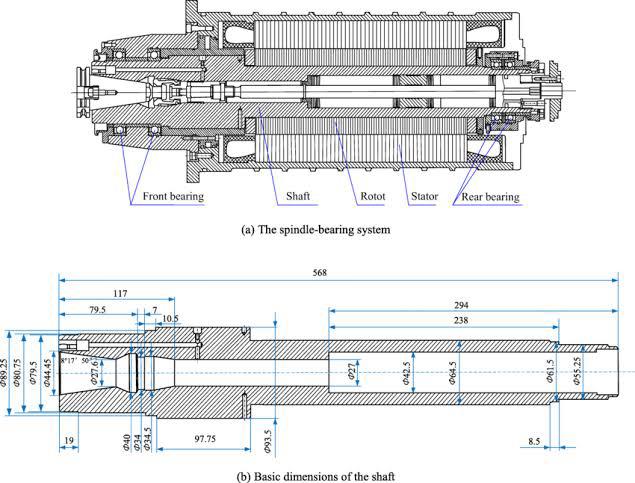 Front bearing
Shaft
Rotot
Stator
Rear bearing
(a) The spindle-bearing system
568
117
294
79.5
7
238
10.5
Φ89.25
Φ80.75
Φ79.5
Φ44.45
8°17′ 50″
Φ27.6
Φ40
Φ34
Φ34.5
Φ93.5
Φ27
Φ42.5
Φ64.5
Φ61.5
Φ55.25
19
97.75
8.5
(b) Basic dimensions of the shaft